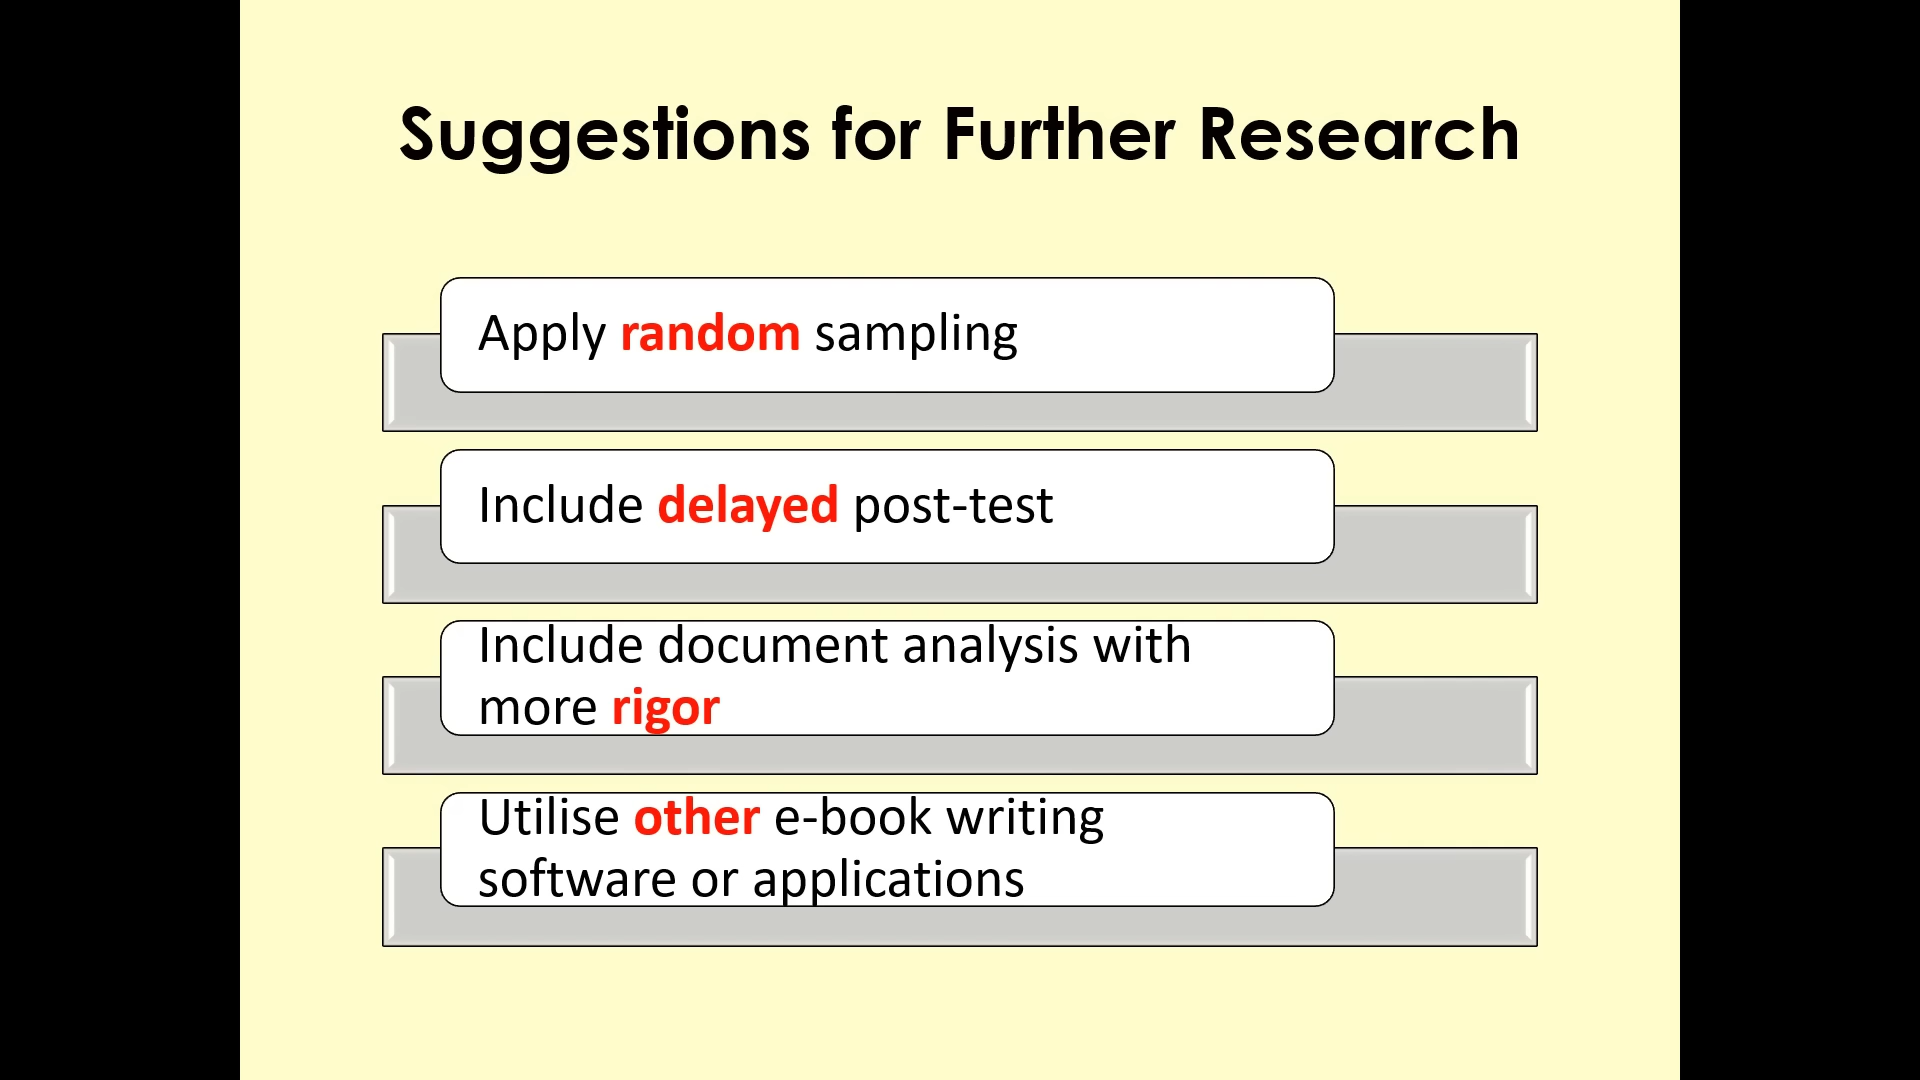 Suggestions for Further Research
Apply random sampling
Include delayed post-test
Include document analysis with
more rigor
Utilise other e-book writing
software or applications